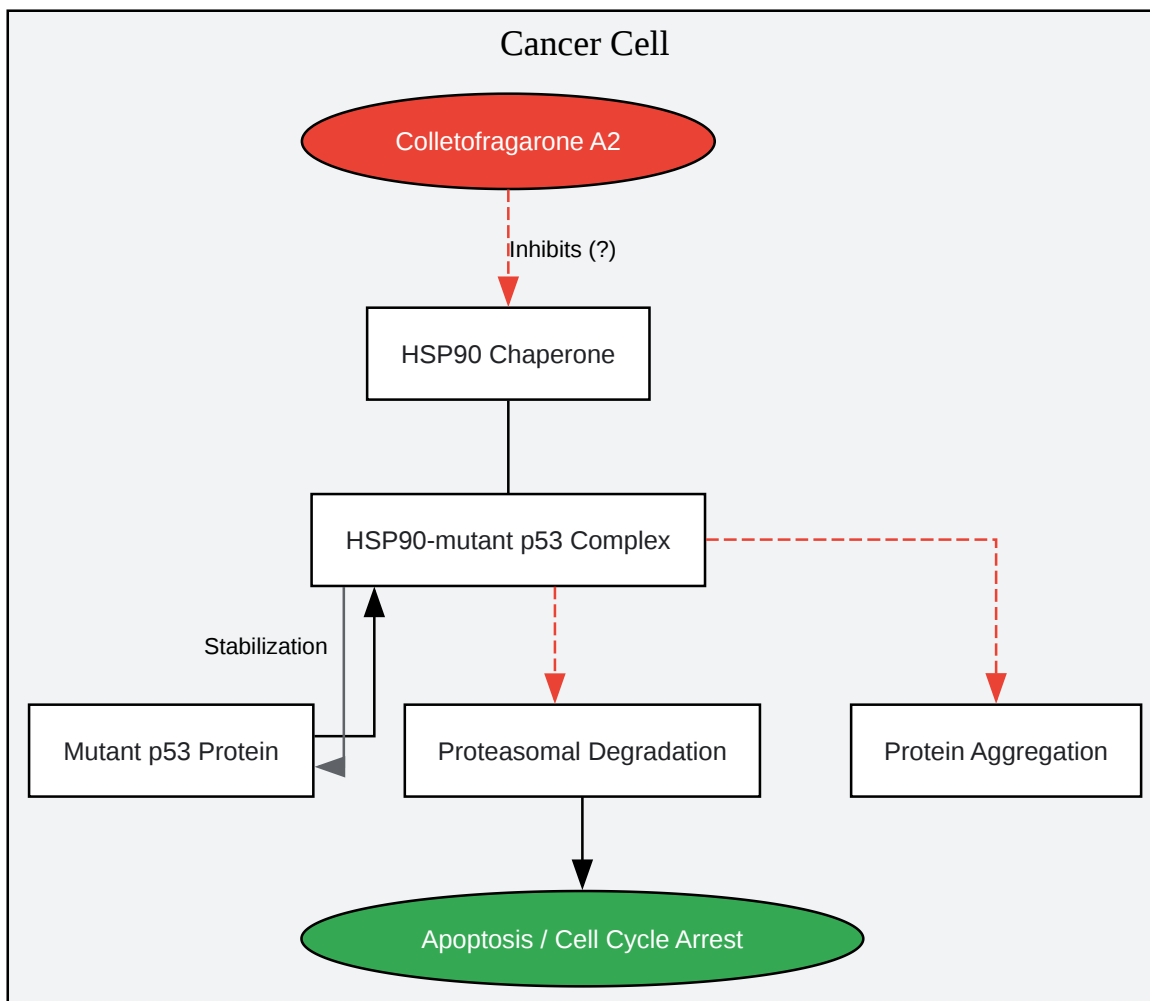 Cancer Cell
Colletofragarone A2
Inhibits (?)
HSP90 Chaperone
HSP90-mutant p53 Complex
Stabilization
Mutant p53 Protein
Proteasomal Degradation
Protein Aggregation
Apoptosis / Cell Cycle Arrest